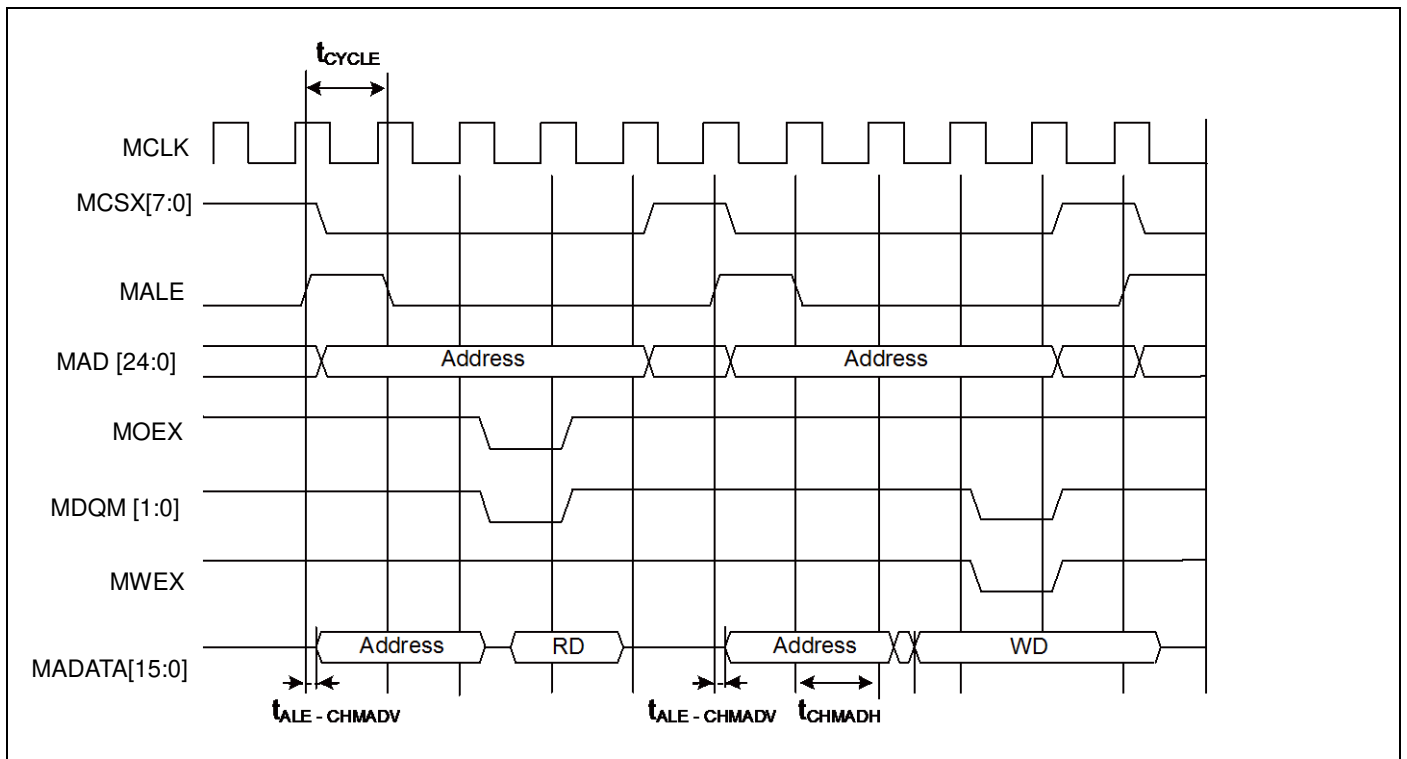 tCYCLE
MCLK
MCSX[7:0]
MALE
MAD [24:0]
Address
Address
MOEX
MDQM [1:0]
MWEX
MADATA[15:0]
Address
RD
Address
WD
tALE - CHMADV
tALE - CHMADV
tCHMADH